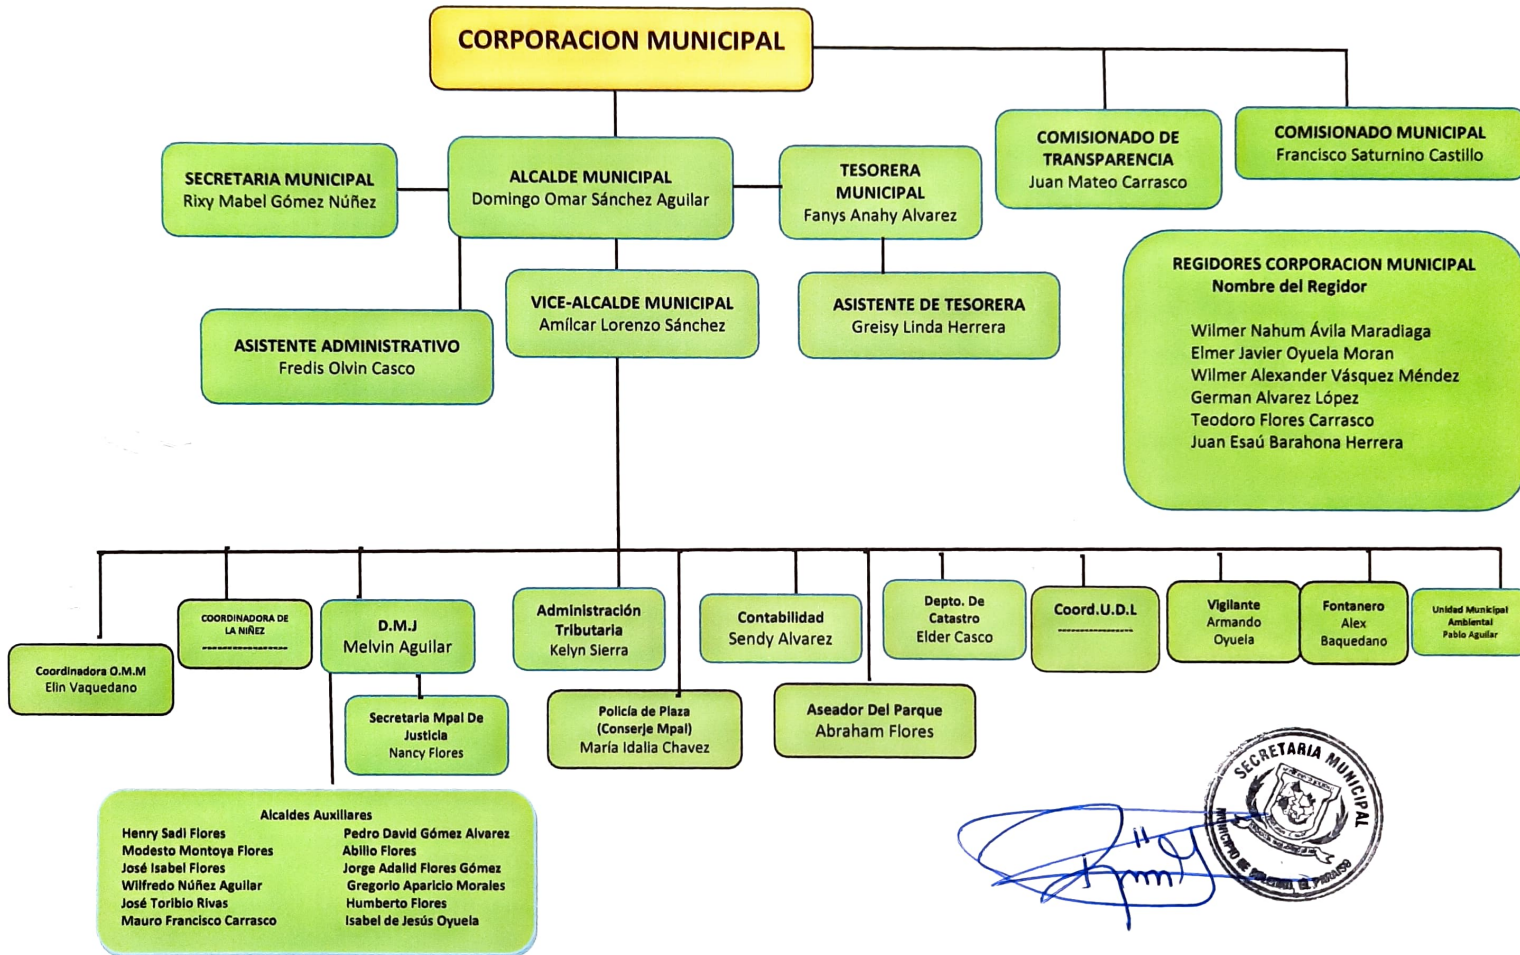 CORPORACION MUNICIPAL
COMISIONADO DE
TRANSPARENCIA
Juan Mateo Carrasco
COMISIONADO MUNICIPAL
Francisco Saturnino Castillo
SECRETARIA MUNICIPAL
Rixy Mabel Gómez Núñez
ALCALDE MUNICIPAL
Domingo Omar Sánchez Aguilar
TESORERA
MUNICIPAL
Fanys Anahy Alvarez
ASISTENTE ADMINISTRATIVO
Fredis Olvin Casco
VICE-ALCALDE MUNICIPAL
Amílcar Lorenzo Sánchez
ASISTENTE DE TESORERA
Greisy Linda Herrera
REGIDORES CORPORACION MUNICIPAL
Nombre del Regidor
Wilmer Nahum Ávila Maradiaga
Elmer Javier Oyuela Moran
Wilmer Alexander Vásquez Méndez
German Alvarez López
Teodoro Flores Carrasco
Juan Esaú Barahona Herrera
Coordinadora O.M.M
Elin Vaquedano
COORDINADORA DE
LA NIÑEZ
-----------------
D.M.J
Melvin Aguilar
Secretaria Mpal De
Justicia
Nancy Flores
Administración
Tributaria
Kelyn Sierra
Policía de Plaza
(Conserje Mpal)
María Idalia Chavez
Contabilidad
Sendy Alvarez
Aseador Del Parque
Abraham Flores
Depto. De
Catastro
Elder Casco
Coord.U.D.L
---------------
Vigilante
Armando
Oyuela
Fontanero
Alex
Baquedano
Unidad Municipal
Ambiental
Pablo Aguilar
Alcaldes Auxiliares
Henry Sadi Flores
Modesto Montoya Flores
José Isabel Flores
Wilfredo Núñez Aguilar
José Toribio Rivas
Mauro Francisco Carrasco
Pedro David Gómez Alvarez
Abilio Flores
Jorge Adalid Flores Gómez
Gregorio Aparicio Morales
Humberto Flores
Isabel de Jesús Oyuela
SECRETARIA MUNICIPAL
MUNICIPIO DE EL PARAISO